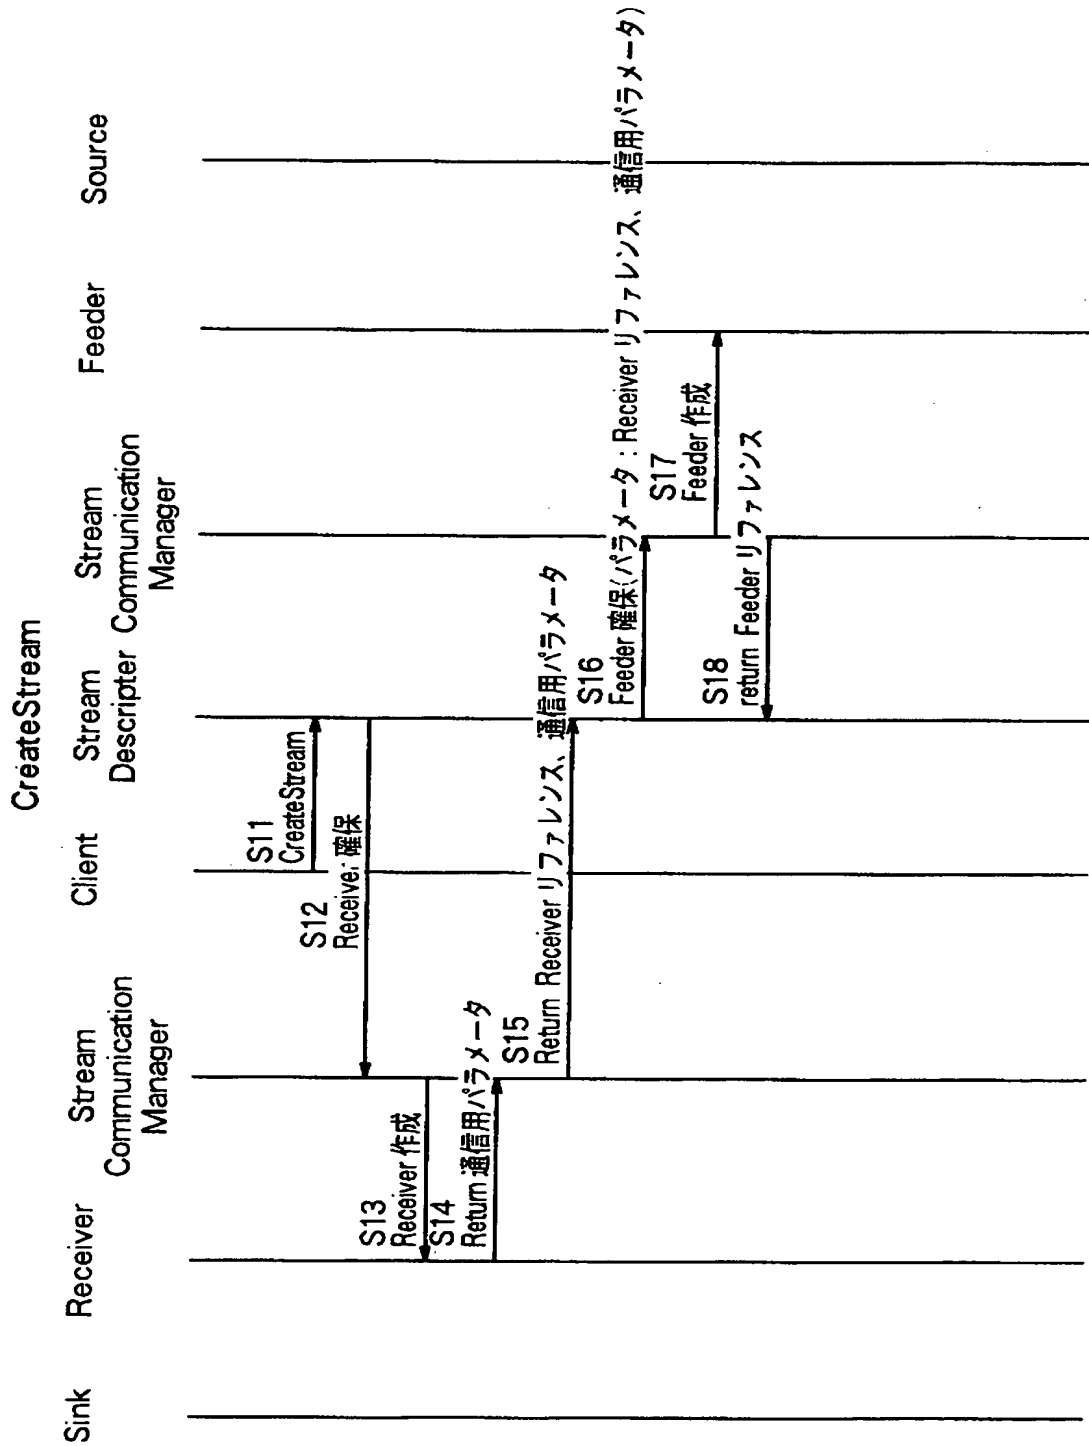 CreateStream
Sink
Receiver
Stream
Communication
Manager
Client
Stream
Descripter
Stream
Communication
Manager
Feeder
Source
S11
CreateStream
S12
Receiver 確保
S13
Receiver 作成
S14
Return 通信用パラメータ
S15
Return Receiver リファレンス、通信用パラメータ
S16
Feeder 確保(パラメータ : Receiver リファレンス、通信用パラメータ)
S17
Feeder 作成
S18
return Feeder リファレンス